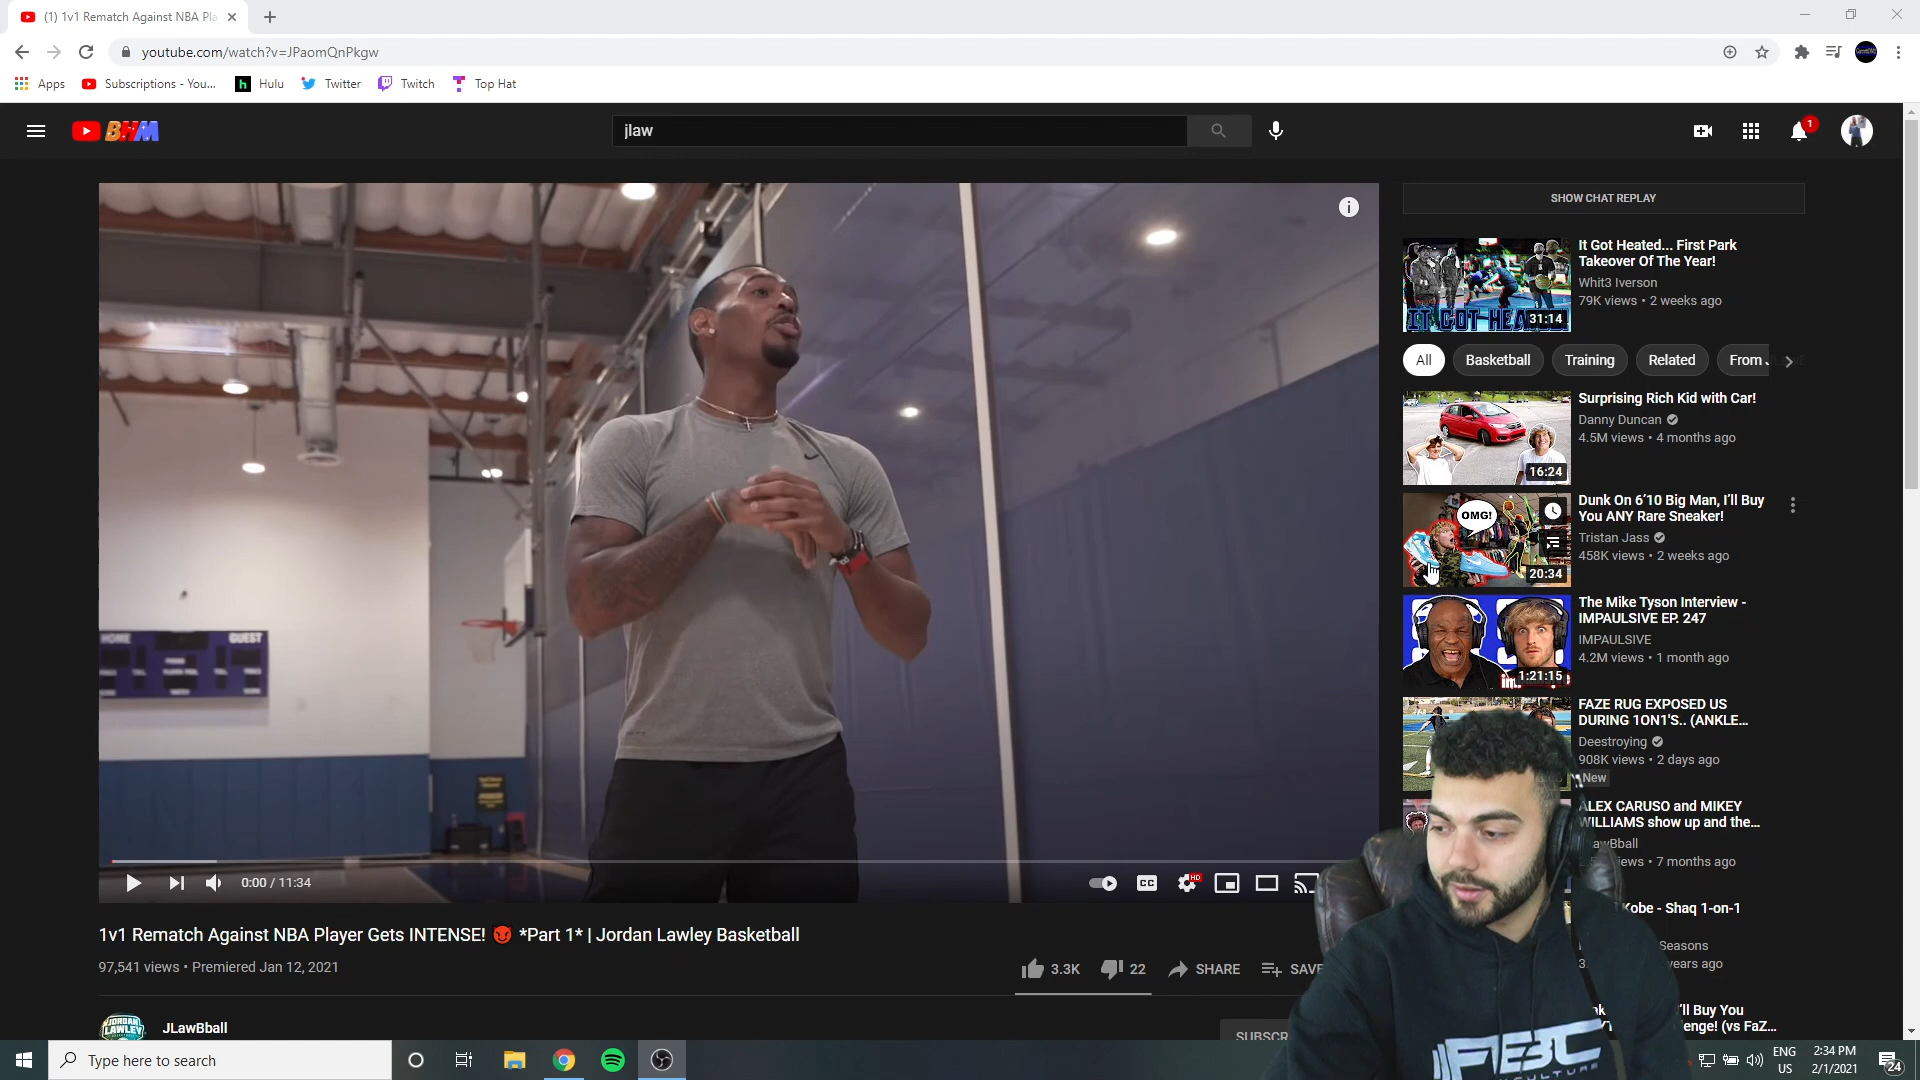 (1) 1v1 Rematch Against NBA Pla
youtube.com/watch?v=JPaomQnPkgw
Apps
Subscriptions - You...
Hulu
Twitter
Twitch
Top Hat
BHM
jlaw
1
SHOW CHAT REPLAY
It Got Heated... First Park
Takeover Of The Year!
Whit3 Iverson
79K views • 2 weeks ago
31:14
All
Basketball
Training
Related
From
Surprising Rich Kid with Car!
Danny Duncan
4.5M views • 4 months ago
16:24
OMG!
Dunk On 6'10 Big Man, I'll Buy
You ANY Rare Sneaker!
Tristan Jass
458K views • 2 weeks ago
20:34
The Mike Tyson Interview -
IMPAULSIVE EP. 247
IMPAULSIVE
4.2M views • 1 month ago
1:21:15
FAZE RUG EXPOSED US
DURING 1ON1'S.. (ANKLE...
Deestroying
908K views • 2 days ago
New
ALEX CARUSO and MIKEY
WILLIAMS show up and the...
7 months ago
Kobe - Shaq 1-on-1
Seasons
years ago
I'll Buy You
(vs FaZ...
HOME
GUEST
0:00 / 11:34
CC
HD
1v1 Rematch Against NBA Player Gets INTENSE! 😈 *Part 1* | Jordan Lawley Basketball
97,541 views • Premiered Jan 12, 2021
3.3K
22
SHARE
SAVE
JORDAN
LAWLEY
JLawBball
SUBSCR
Type here to search
ENG
US
2:34 PM
2/1/2021
24